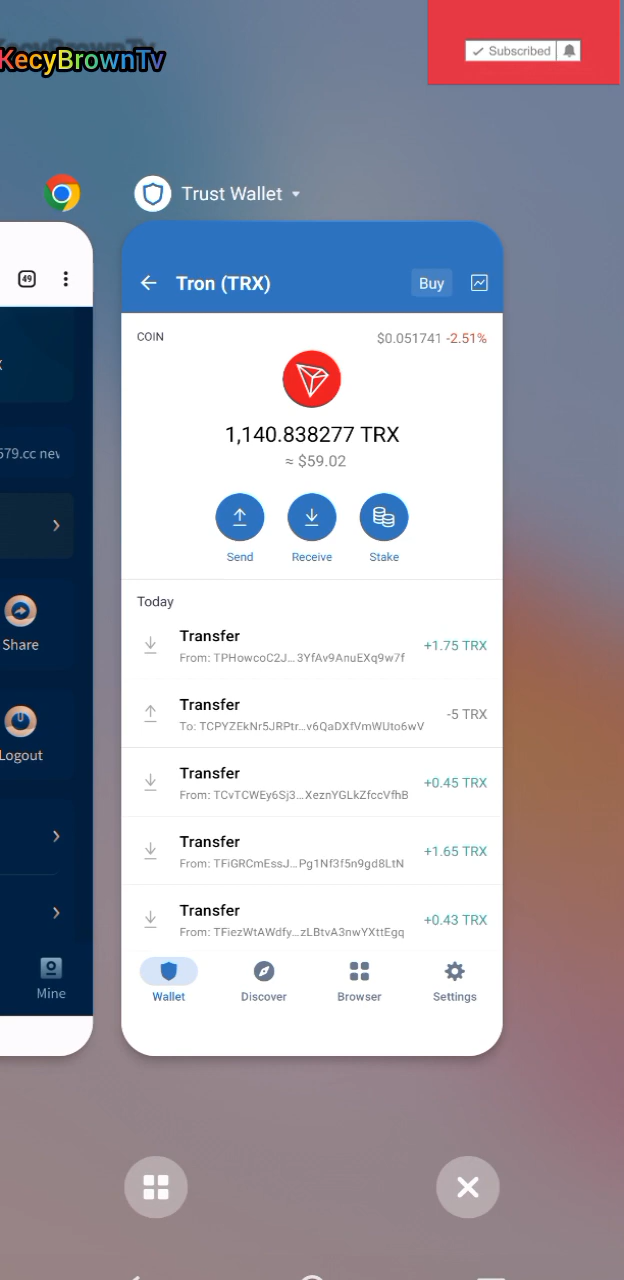 KecyBrownTv
Subscribed
Trust Wallet
49
Tron (TRX)
Buy
COIN
$0.051741 -2.51%
1,140.838277 TRX
≈ $59.02
Send
Receive
Stake
Today
Transfer
+1.75 TRX
From: TPHowcoC2J...3YfAv9AnuEXq9w7f
Transfer
-5 TRX
To: TCPYZEkNr5JRPtr...v6QaDXfVmWUto6wV
Transfer
+0.45 TRX
From: TCvTCWEy6Sj3...XeznYGLkZfccVfhB
Transfer
+1.65 TRX
From: TFiGRCmEssJ...Pg1Nf3f5n9gd8LtN
Transfer
+0.43 TRX
From: TFiezWtAWdfy...zLBtvA3nwYXttEgq
Wallet
Discover
Browser
Settings
579.cc nev
Share
Logout
Mine